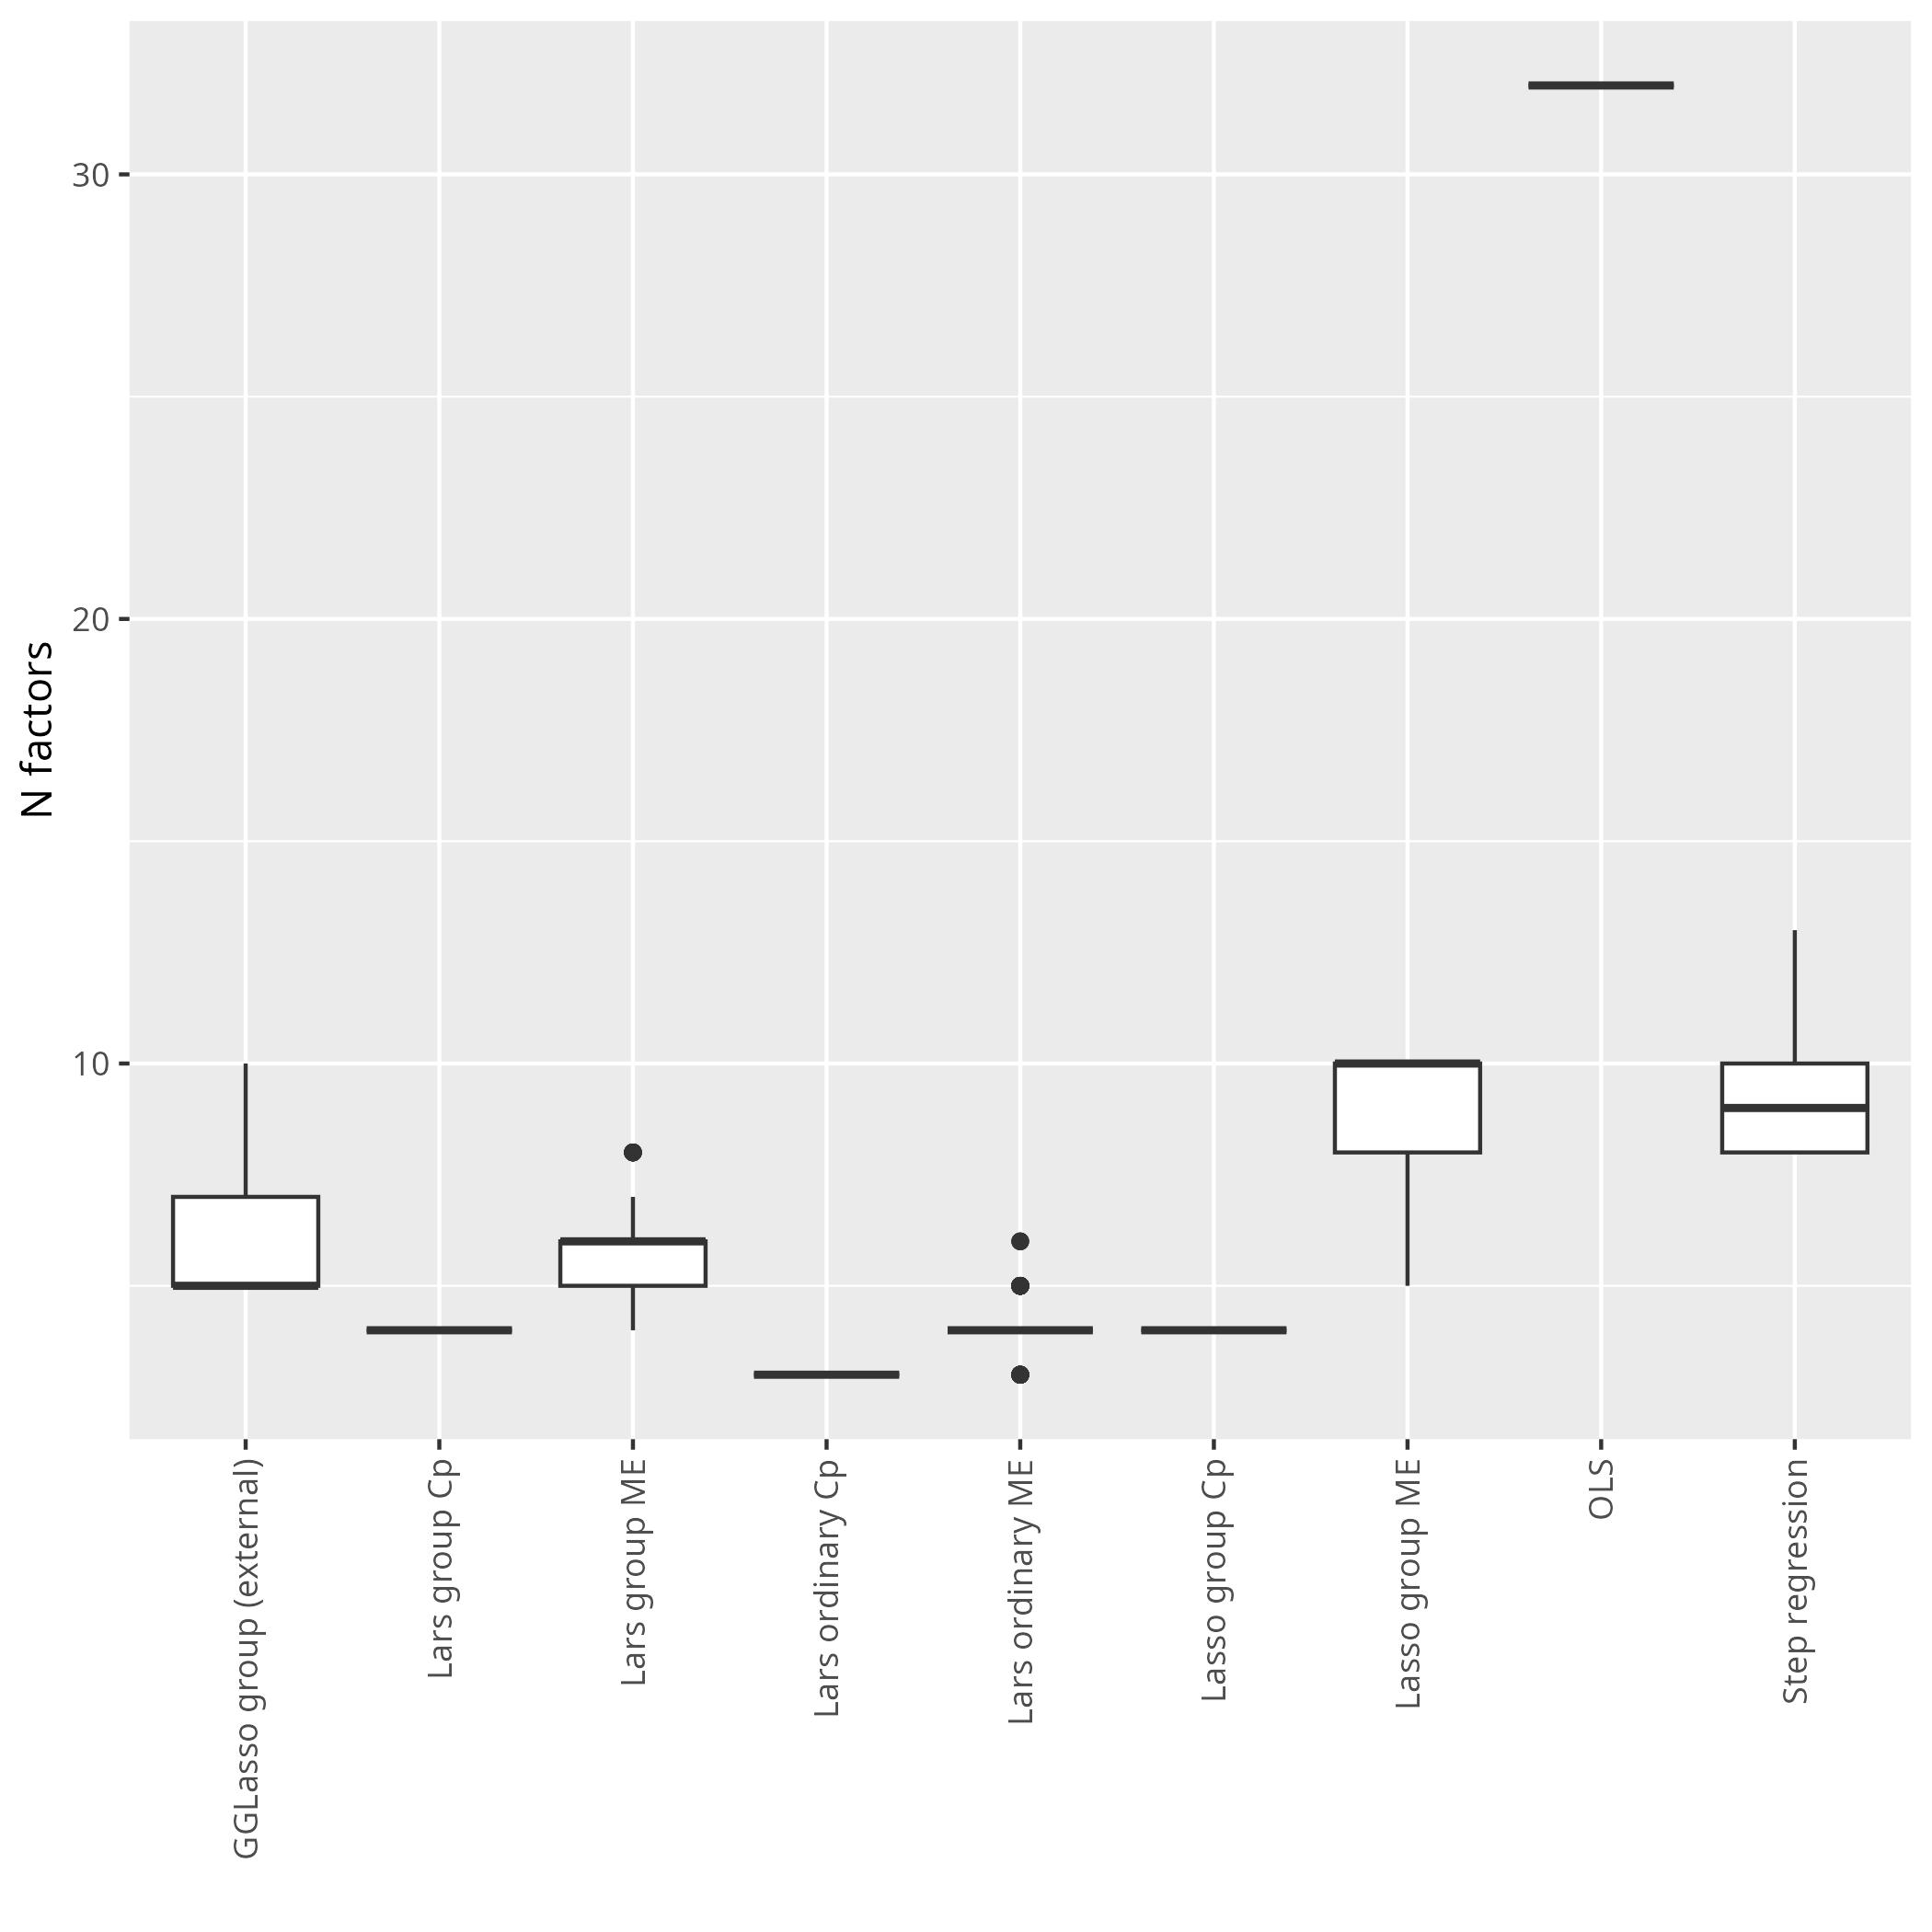 N factors
30
20
10
GGLasso group (external)
Lars group Cp
Lars group ME
Lars ordinary Cp
Lars ordinary ME
Lasso group Cp
Lasso group ME
OLS
Step regression